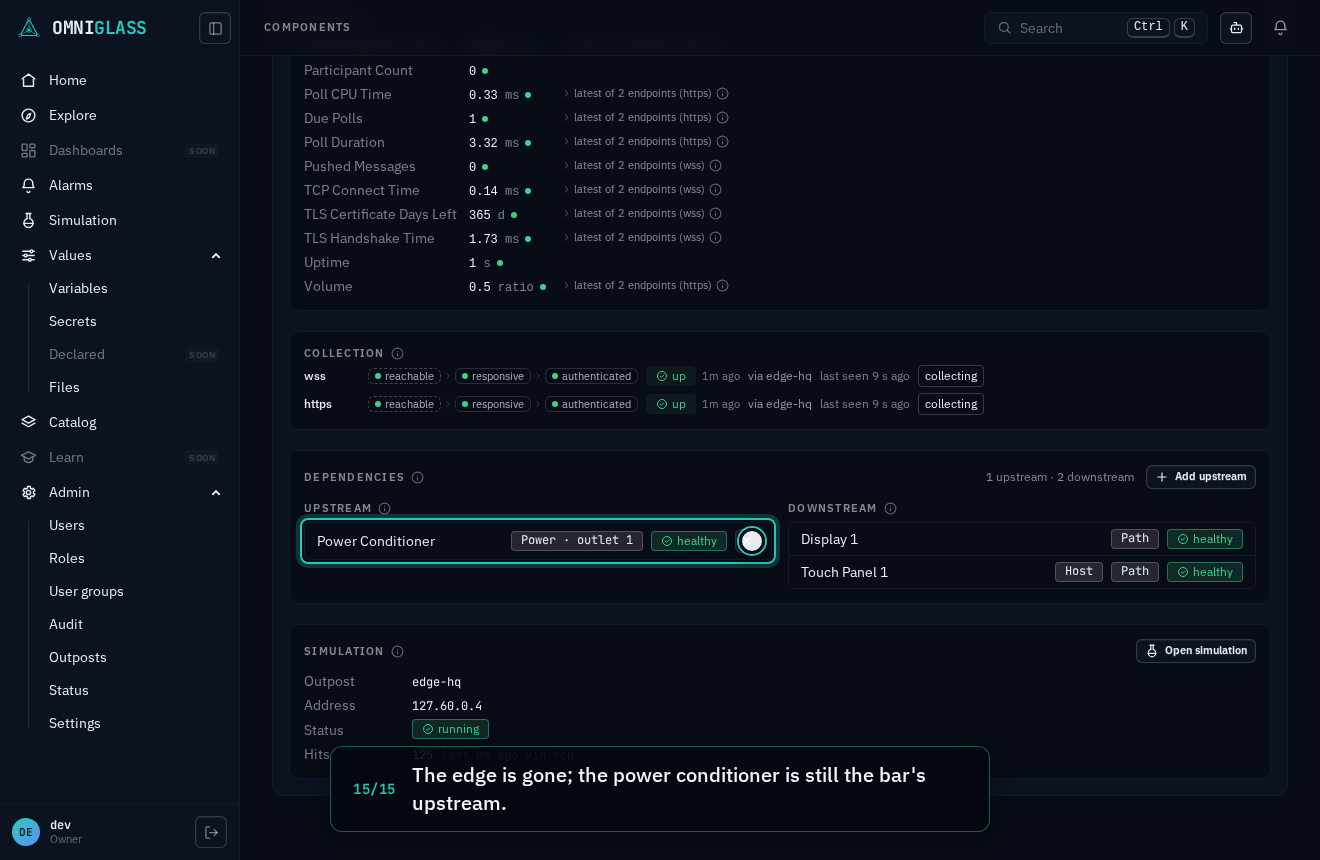 OMNIGLASS
COMPONENTS
Search
Ctrl K
Home
Explore
Dashboards SOON
Alarms
Simulation
Values
Variables
Secrets
Declared SOON
Files
Catalog
Learn SOON
Admin
Users
Roles
User groups
Audit
Outposts
Status
Settings
DE
dev
Owner
Participant Count 0
Poll CPU Time 0.33 ms latest of 2 endpoints (https)
Due Polls 1 latest of 2 endpoints (https)
Poll Duration 3.32 ms latest of 2 endpoints (https)
Pushed Messages 0 latest of 2 endpoints (wss)
TCP Connect Time 0.14 ms latest of 2 endpoints (wss)
TLS Certificate Days Left 365 d latest of 2 endpoints (wss)
TLS Handshake Time 1.73 ms latest of 2 endpoints (wss)
Uptime 1 s
Volume 0.5 ratio latest of 2 endpoints (https)
COLLECTION
wss reachable responsive authenticated up 1m ago via edge-hq last seen 9 s ago collecting
https reachable responsive authenticated up 1m ago via edge-hq last seen 9 s ago collecting
DEPENDENCIES 1 upstream · 2 downstream Add upstream
UPSTREAM
Power Conditioner Power · outlet 1 healthy
DOWNSTREAM
Display 1 Path healthy
Touch Panel 1 Host Path healthy
SIMULATION Open simulation
Outpost edge-hq
Address 127.60.0.4
Status running
Hits 125 last 8s ago via tcp
15/15 The edge is gone; the power conditioner is still the bar's
upstream.